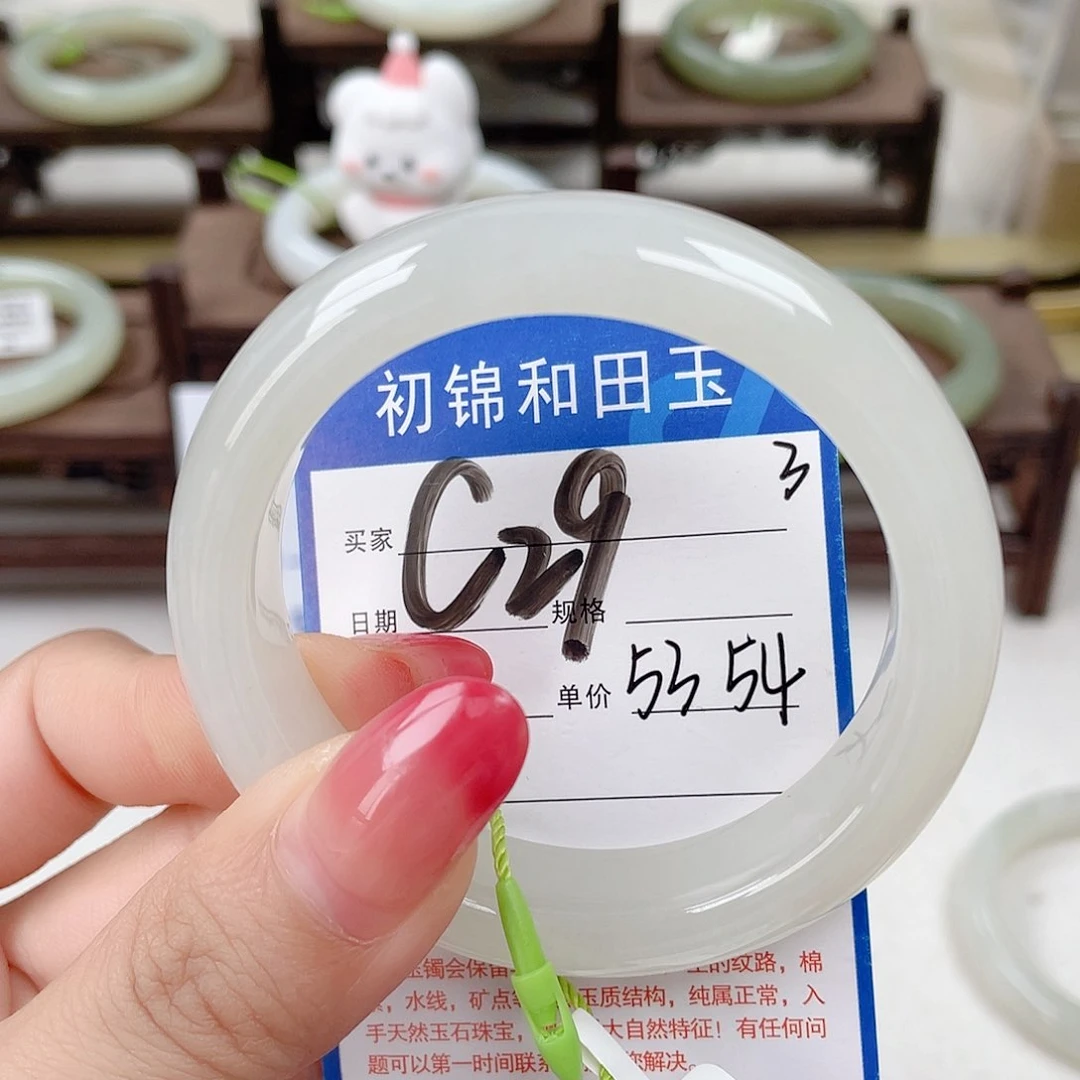 初锦和田玉
3
买家 C29
日期 规格
单价 53 54
玉镯会保留 的纹路，棉
，水线，矿点 玉质结构，纯属正常，入
手天然玉石珠宝， 大自然特征！有任何问
题可以第一时间联 您解决。